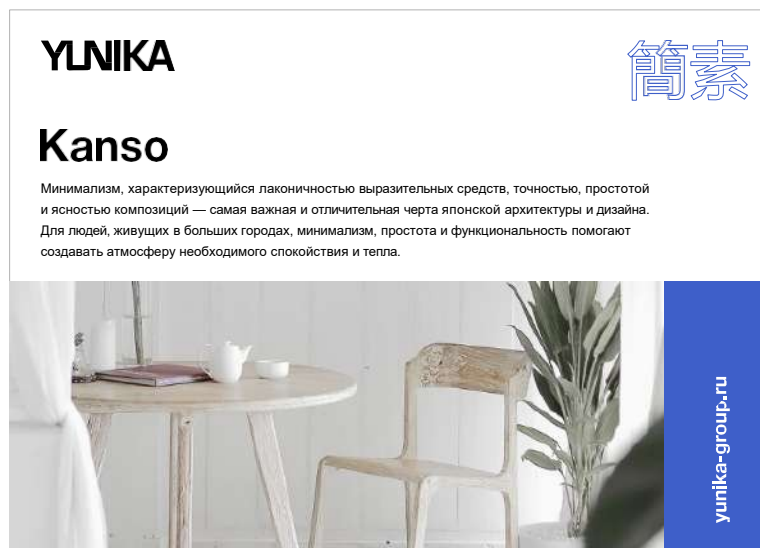 YUNIKA
簡素
Kanso
Минимализм, характеризующийся лаконичностью выразительных средств, точностью, простотой
и ясностью композиций — самая важная и отличительная черта японской архитектуры и дизайна.
Для людей, живущих в больших городах, минимализм, простота и функциональность помогают
создавать атмосферу необходимого спокойствия и тепла.
yunika-group.ru